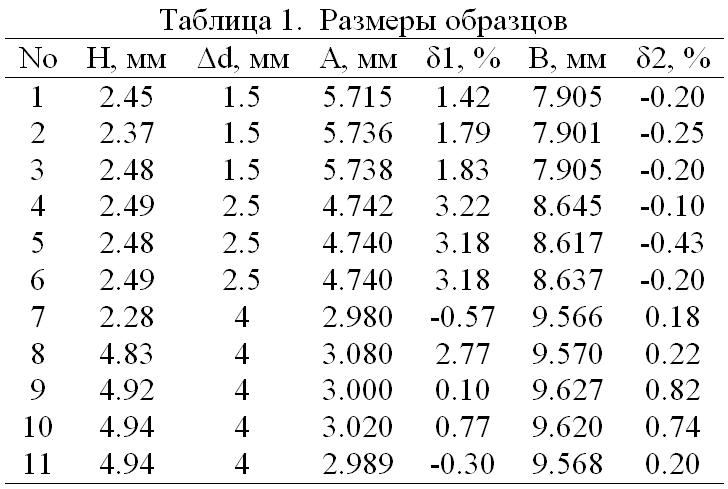 Таблица 1. Размеры образцов
No H, мм Δd, мм A, мм δ1, % B, мм δ2, %
1 2.45 1.5 5.715 1.42 7.905 -0.20
2 2.37 1.5 5.736 1.79 7.901 -0.25
3 2.48 1.5 5.738 1.83 7.905 -0.20
4 2.49 2.5 4.742 3.22 8.645 -0.10
5 2.48 2.5 4.740 3.18 8.617 -0.43
6 2.49 2.5 4.740 3.18 8.637 -0.20
7 2.28 4 2.980 -0.57 9.566 0.18
8 4.83 4 3.080 2.77 9.570 0.22
9 4.92 4 3.000 0.10 9.627 0.82
10 4.94 4 3.020 0.77 9.620 0.74
11 4.94 4 2.989 -0.30 9.568 0.20